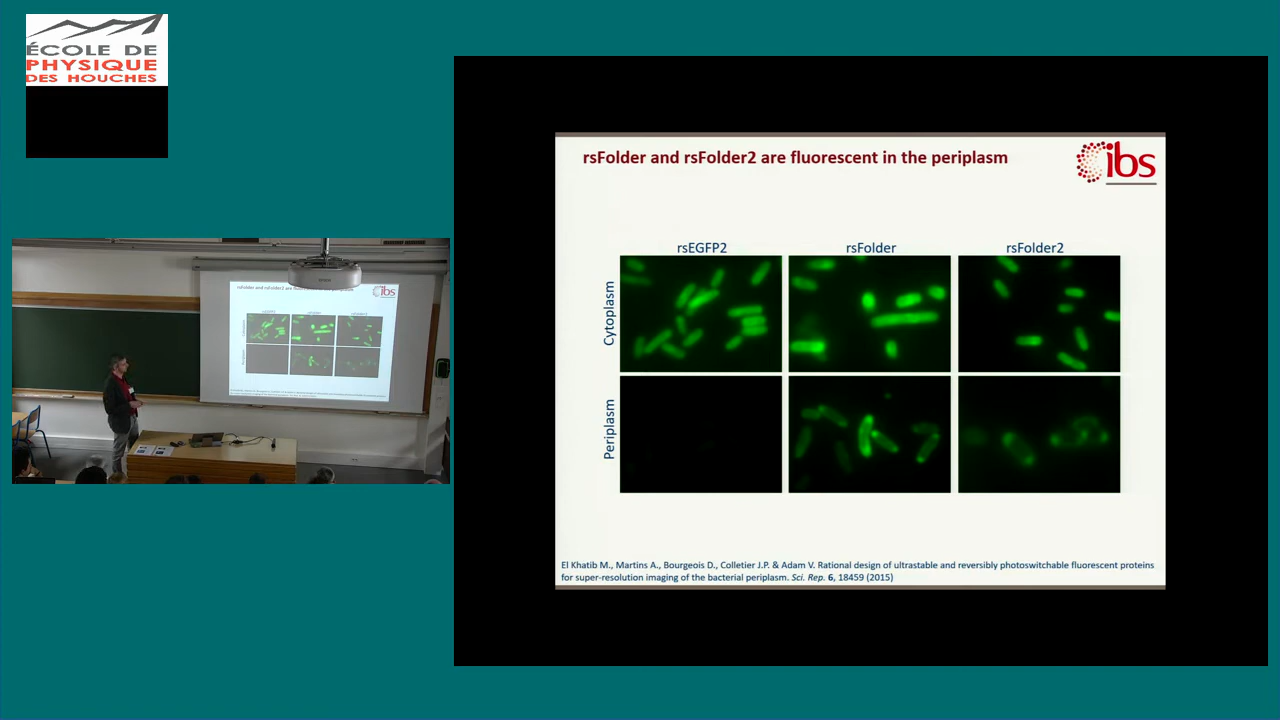 ÉCOLE DE
PHYSIQUE
DES HOUCHES
rsFolder and rsFolder2 are fluorescent in the periplasm
ibs
rsEGFP2 rsFolder rsFolder2
Cytoplasm
Periplasm
El Khatib M., Martins A., Bourgeois D., Colletier J.P. & Adam V. Rational design of ultrastable and reversibly photoswitchable fluorescent proteins
for super-resolution imaging of the bacterial periplasm. Sci. Rep. 6, 18459 (2015)
ibs